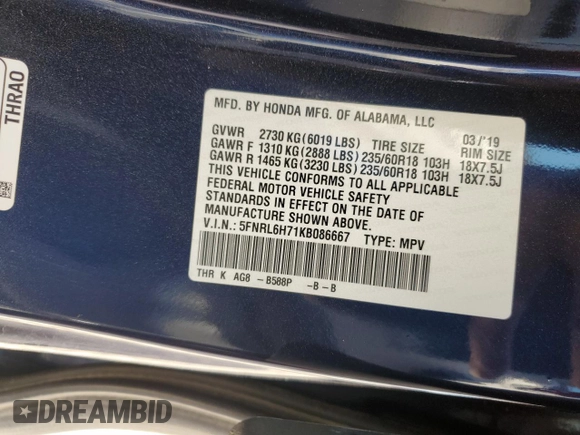 THRAO
MFD. BY HONDA MFG. OF ALABAMA, LLC
03/'19
GVWR 2730 KG(6019 LBS) TIRE SIZE RIM SIZE
GAWR F 1310 KG(2888 LBS) 235/60R18 103H 18X7.5J
GAWR R 1465 KG(3230 LBS) 235/60R18 103H 18X7.5J
THIS VEHICLE CONFORMS TO ALL APPLICABLE
FEDERAL MOTOR VEHICLE SAFETY
STANDARDS IN EFFECT ON THE DATE OF
MANUFACTURE SHOWN ABOVE.
V.I.N.: 5FNRL6H71KB086667 TYPE: MPV
THR K AG8 -B588P -B-B
DREAMBID